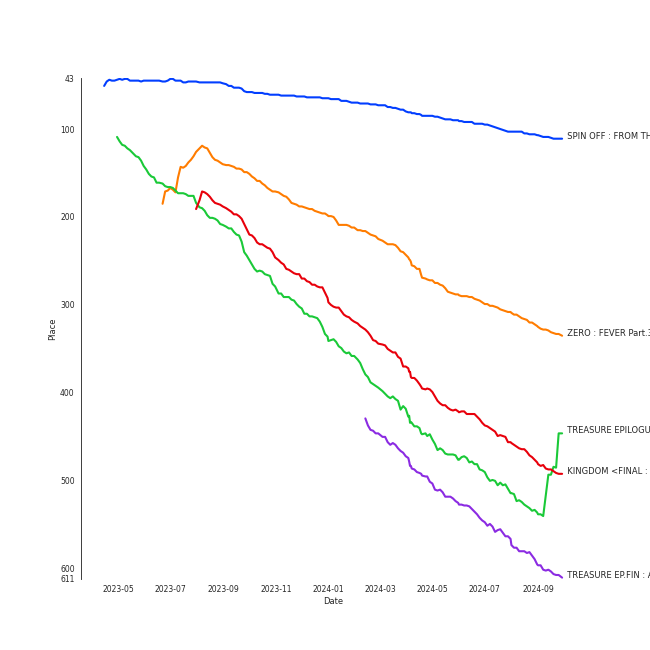 43
100
200
300
400
500
600
611
Place
SPIN OFF : FROM TH
ZERO : FEVER Part.3
TREASURE EPILOGU
KINGDOM <FINAL :
TREASURE EP.FIN : A
2023-05 2023-07 2023-09 2023-11 2024-01 2024-03 2024-05 2024-07 2024-09
Date